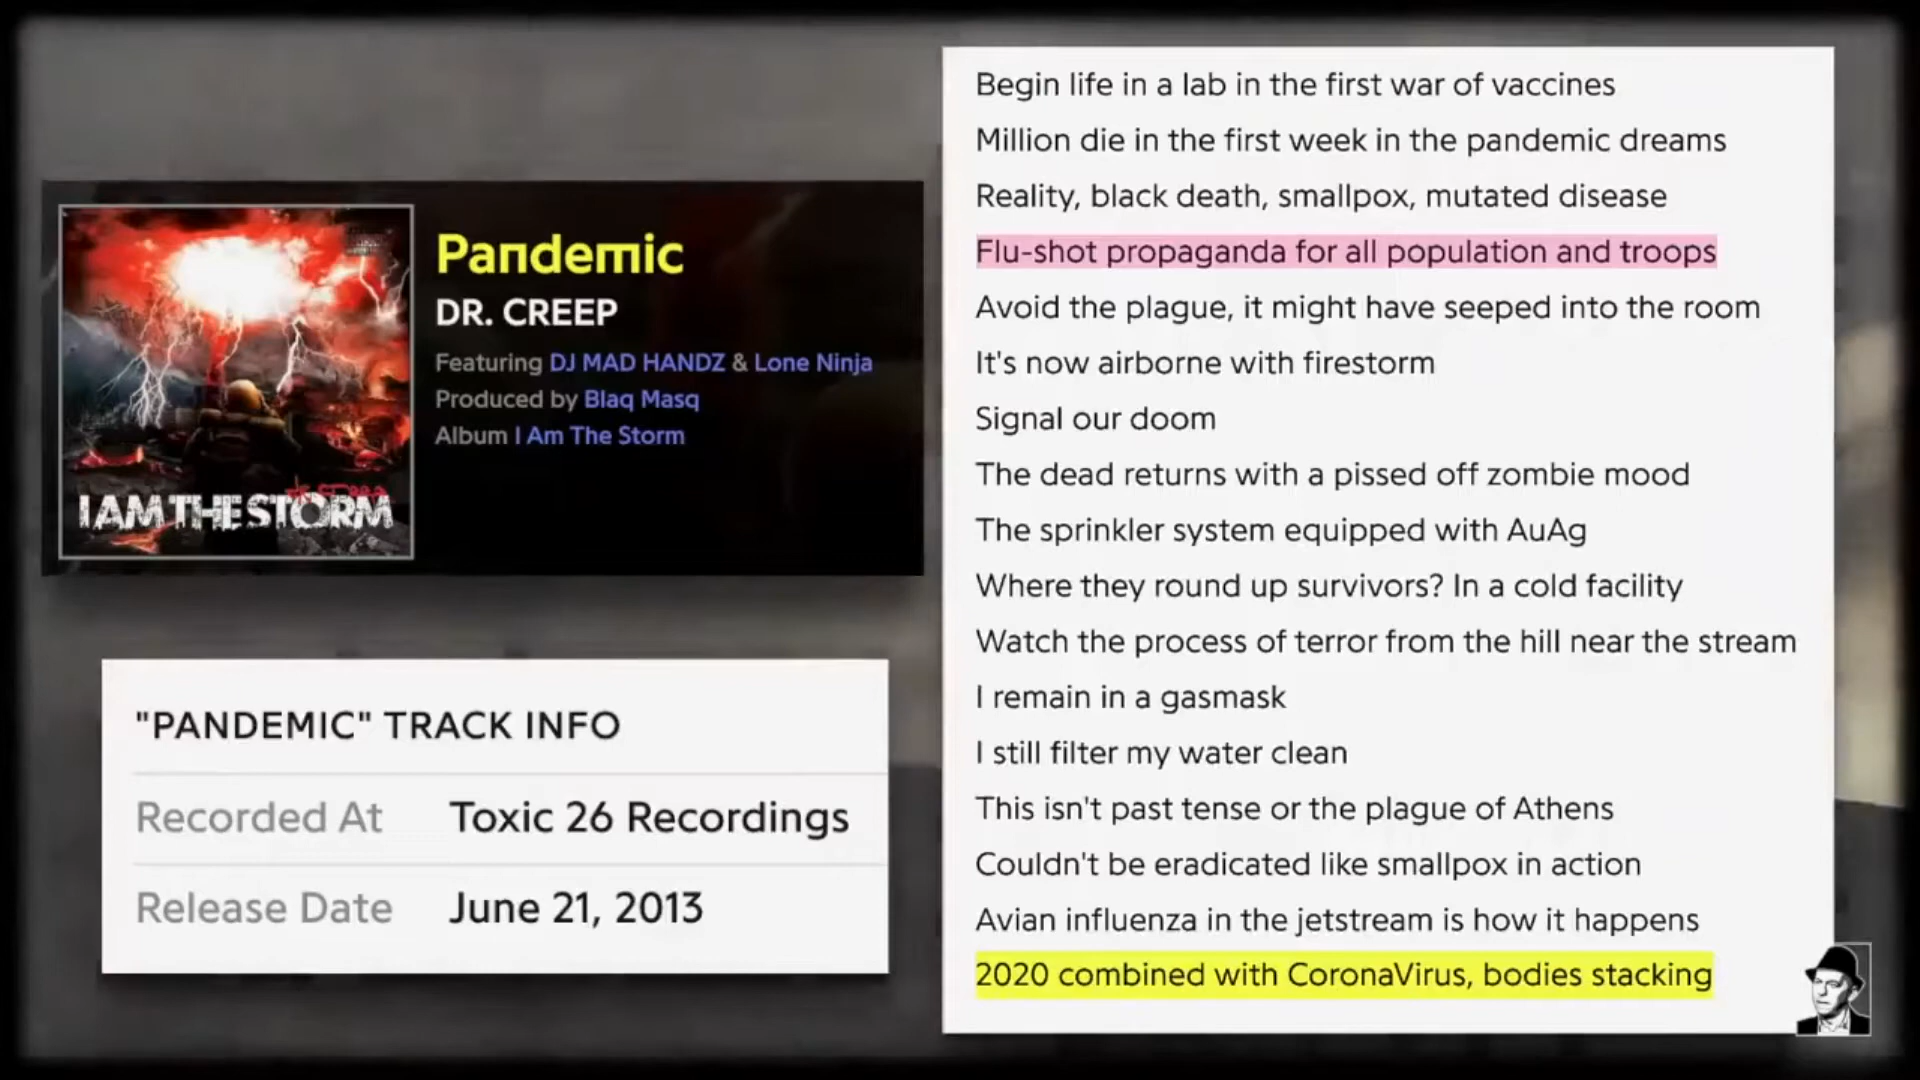 Pandemic
DR. CREEP
Featuring DJ MAD HANDZ & Lone Ninja
Produced by Blaq Masq
Album I Am The Storm
I AM THE STORM
"PANDEMIC" TRACK INFO
Recorded At Toxic 26 Recordings
Release Date June 21, 2013
Begin life in a lab in the first war of vaccines
Million die in the first week in the pandemic dreams
Reality, black death, smallpox, mutated disease
Flu-shot propaganda for all population and troops
Avoid the plague, it might have seeped into the room
It's now airborne with firestorm
Signal our doom
The dead returns with a pissed off zombie mood
The sprinkler system equipped with AuAg
Where they round up survivors? In a cold facility
Watch the process of terror from the hill near the stream
I remain in a gasmask
I still filter my water clean
This isn't past tense or the plague of Athens
Couldn't be eradicated like smallpox in action
Avian influenza in the jetstream is how it happens
2020 combined with CoronaVirus, bodies stacking